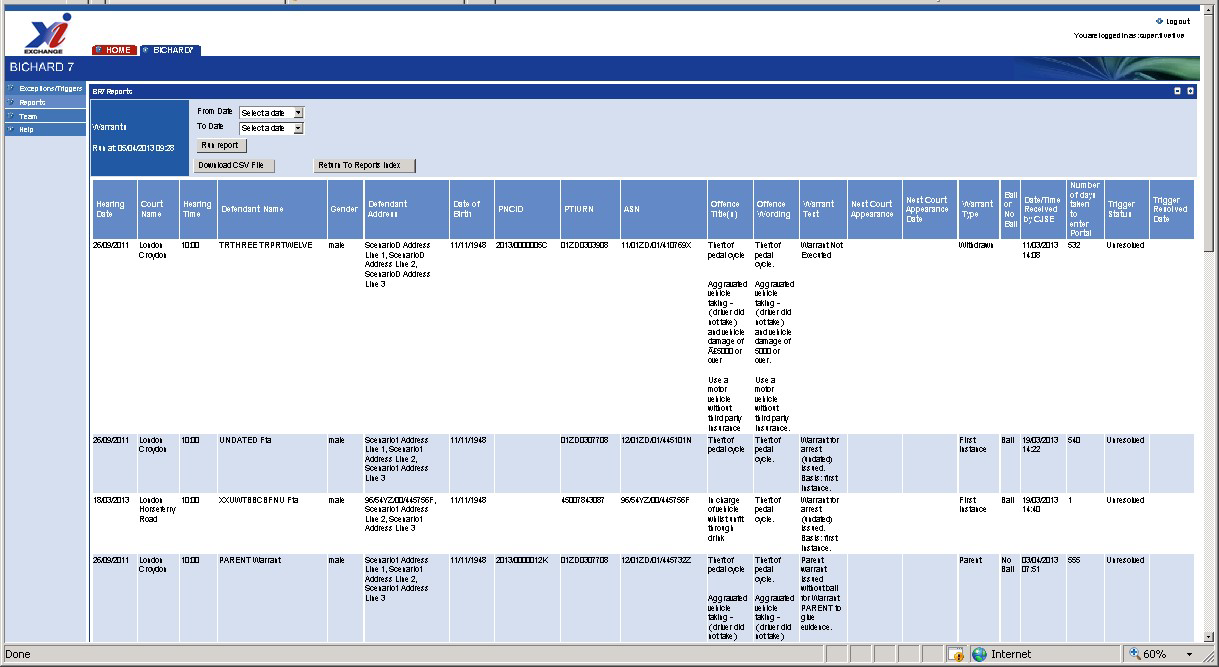 Logout
You are logged in as: supar.tivative
EXCHANGE
HOME BICHARD7
BICHARD 7
Exceptions/Triggers
Reports
Team
Help
BR7 Reports
Warrants
Run at: 05/04/2013 09:28
From Date Select a date
To Date Select a date
Run report
Download CSV File Return To Reports Index
Hearing Date
Court Name
Hearing Time
Defendant Name
Gender
Defendant Address
Date of Birth
PNCID
PTIURN
ASN
Offence Title(s)
Offence Wording
Warrant Text
Next Court Appearance
Next Court Appearance Date
Warrant Type
Bail or No Bail
Date/Time Received by CJSE
Number of days taken to enter Portal
Trigger Status
Trigger Resolved Date
26/09/2011
London Croydon
10:00
TRTHREE TRPRTWELVE
male
ScenarioD Address
Line 1, ScenarioD
Address Line 2,
ScenarioD Address
Line 3
11/11/1948
2013/0000005C
01ZD0303908
11/01ZD/01/410769X
Theft of
pedal cycle
Aggravated
vehicle
taking -
(driver did
not take)
and vehicle
damage of
Â£5000 or
over
Use a
motor
vehicle
without
third party
insurance
Theft of
pedal
cycle.
Aggravated
vehicle
taking -
(driver did
not take)
and vehicle
damage of
5000 or
over.
Use a
motor
vehicle
without
third party
insurance.
Warrant Not
Executed
Withdrawn
11/03/2013
14:08
532
Unresolved
26/09/2011
London Croydon
10:00
UNDATED Fta
male
Scenario1 Address
Line 1, Scenario1
Address Line 2,
Scenario1 Address
Line 3
11/11/1948
01ZD0307708
12/01ZD/01/445101N
Theft of
pedal cycle
Theft of
pedal
cycle.
Warrant for
arrest
(undated)
issued.
Basis: first
instance.
First
Instance
Bail
19/03/2013
14:22
540
Unresolved
18/03/2013
London
Horseferry
Road
10:00
XXUWTBBCBFNU Fta
male
96/54YZ/00/445756F,
Scenario1 Address
Line 2, Scenario1
Address Line 3
11/11/1948
45007843087
96/54YZ/00/445756F
In charge
of vehicle
whilst unfit
through
drink
Theft of
pedal
cycle.
Warrant for
arrest
(undated)
issued.
Basis: first
instance.
First
Instance
Bail
19/03/2013
14:40
1
Unresolved
26/09/2011
London Croydon
10:00
PARENT Warrant
male
Scenario1 Address
Line 1, Scenario1
Address Line 2,
Scenario1 Address
Line 3
11/11/1948
2013/0000012K
01ZD0307708
12/01ZD/01/445732Z
Theft of
pedal cycle
Aggravated
vehicle
taking -
(driver did
not take)
Theft of
pedal
cycle.
Aggravated
vehicle
taking -
(driver did
not take)
Parent
warrant
issued
without bail
for Warrant
PARENT to
give
evidence.
Parent
No
Bail
03/04/2013
07:51
555
Unresolved
Done
Internet
60%